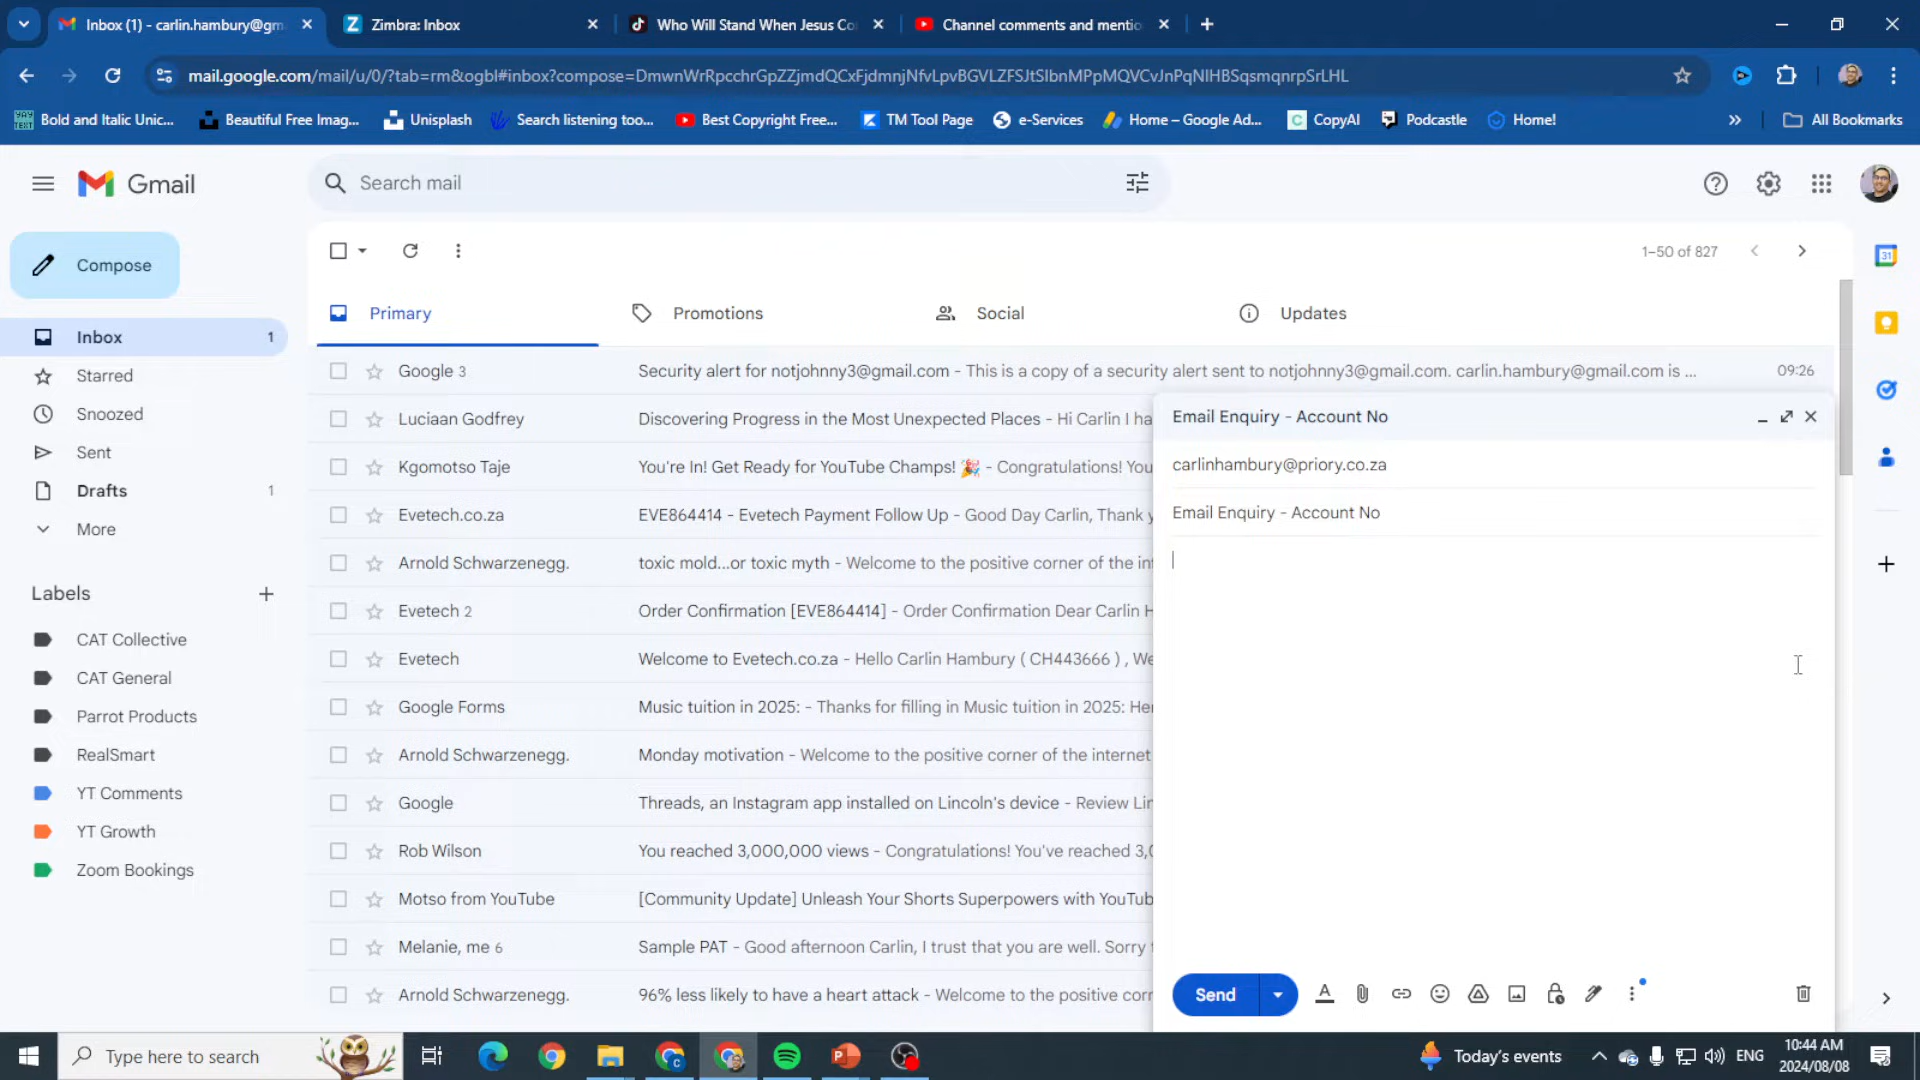 Inbox (1) - carlin.hambury@gm
Zimbra: Inbox
Who Will Stand When Jesus Co
Channel comments and mentio
mail.google.com/mail/u/0/?tab=rm&ogbl#inbox?compose=DmwnWrRpcchrGpZZjmdQCxFjdmnjNfvLpvBGVLZFSJtSIbnMPpMQVCvJnPqNIHBSqsmqnrpSrLHL
Bold and Italic Unic...
Beautiful Free Imag...
Unisplash
Search listening too...
Best Copyright Free...
TM Tool Page
e-Services
Home – Google Ad...
CopyAI
Podcastle
Home!
All Bookmarks
Gmail
Search mail
Compose
1–50 of 827
Primary
Promotions
Social
Updates
Inbox 1
Starred
Snoozed
Sent
Drafts 1
More
Labels
CAT Collective
CAT General
Parrot Products
RealSmart
YT Comments
YT Growth
Zoom Bookings
Google 3 Security alert for notjohnny3@gmail.com - This is a copy of a security alert sent to notjohnny3@gmail.com. carlin.hambury@gmail.com is ... 09:26
Luciaan Godfrey Discovering Progress in the Most Unexpected Places - Hi Carlin I ha
Kgomotso Taje You're In! Get Ready for YouTube Champs! 🎉 - Congratulations! You
Evetech.co.za EVE864414 - Evetech Payment Follow Up - Good Day Carlin, Thank y
Arnold Schwarzenegg. toxic mold...or toxic myth - Welcome to the positive corner of the in
Evetech 2 Order Confirmation [EVE864414] - Order Confirmation Dear Carlin H
Evetech Welcome to Evetech.co.za - Hello Carlin Hambury ( CH443666 ) , We
Google Forms Music tuition in 2025: - Thanks for filling in Music tuition in 2025: Her
Arnold Schwarzenegg. Monday motivation - Welcome to the positive corner of the internet
Google Threads, an Instagram app installed on Lincoln's device - Review Lin
Rob Wilson You reached 3,000,000 views - Congratulations! You've reached 3,0
Motso from YouTube [Community Update] Unleash Your Shorts Superpowers with YouTub
Melanie, me 6 Sample PAT - Good afternoon Carlin, I trust that you are well. Sorry
Arnold Schwarzenegg. 96% less likely to have a heart attack - Welcome to the positive corr
Email Enquiry - Account No
carlinhambury@priory.co.za
Email Enquiry - Account No
Send
Type here to search
Today's events
ENG
10:44 AM
2024/08/08